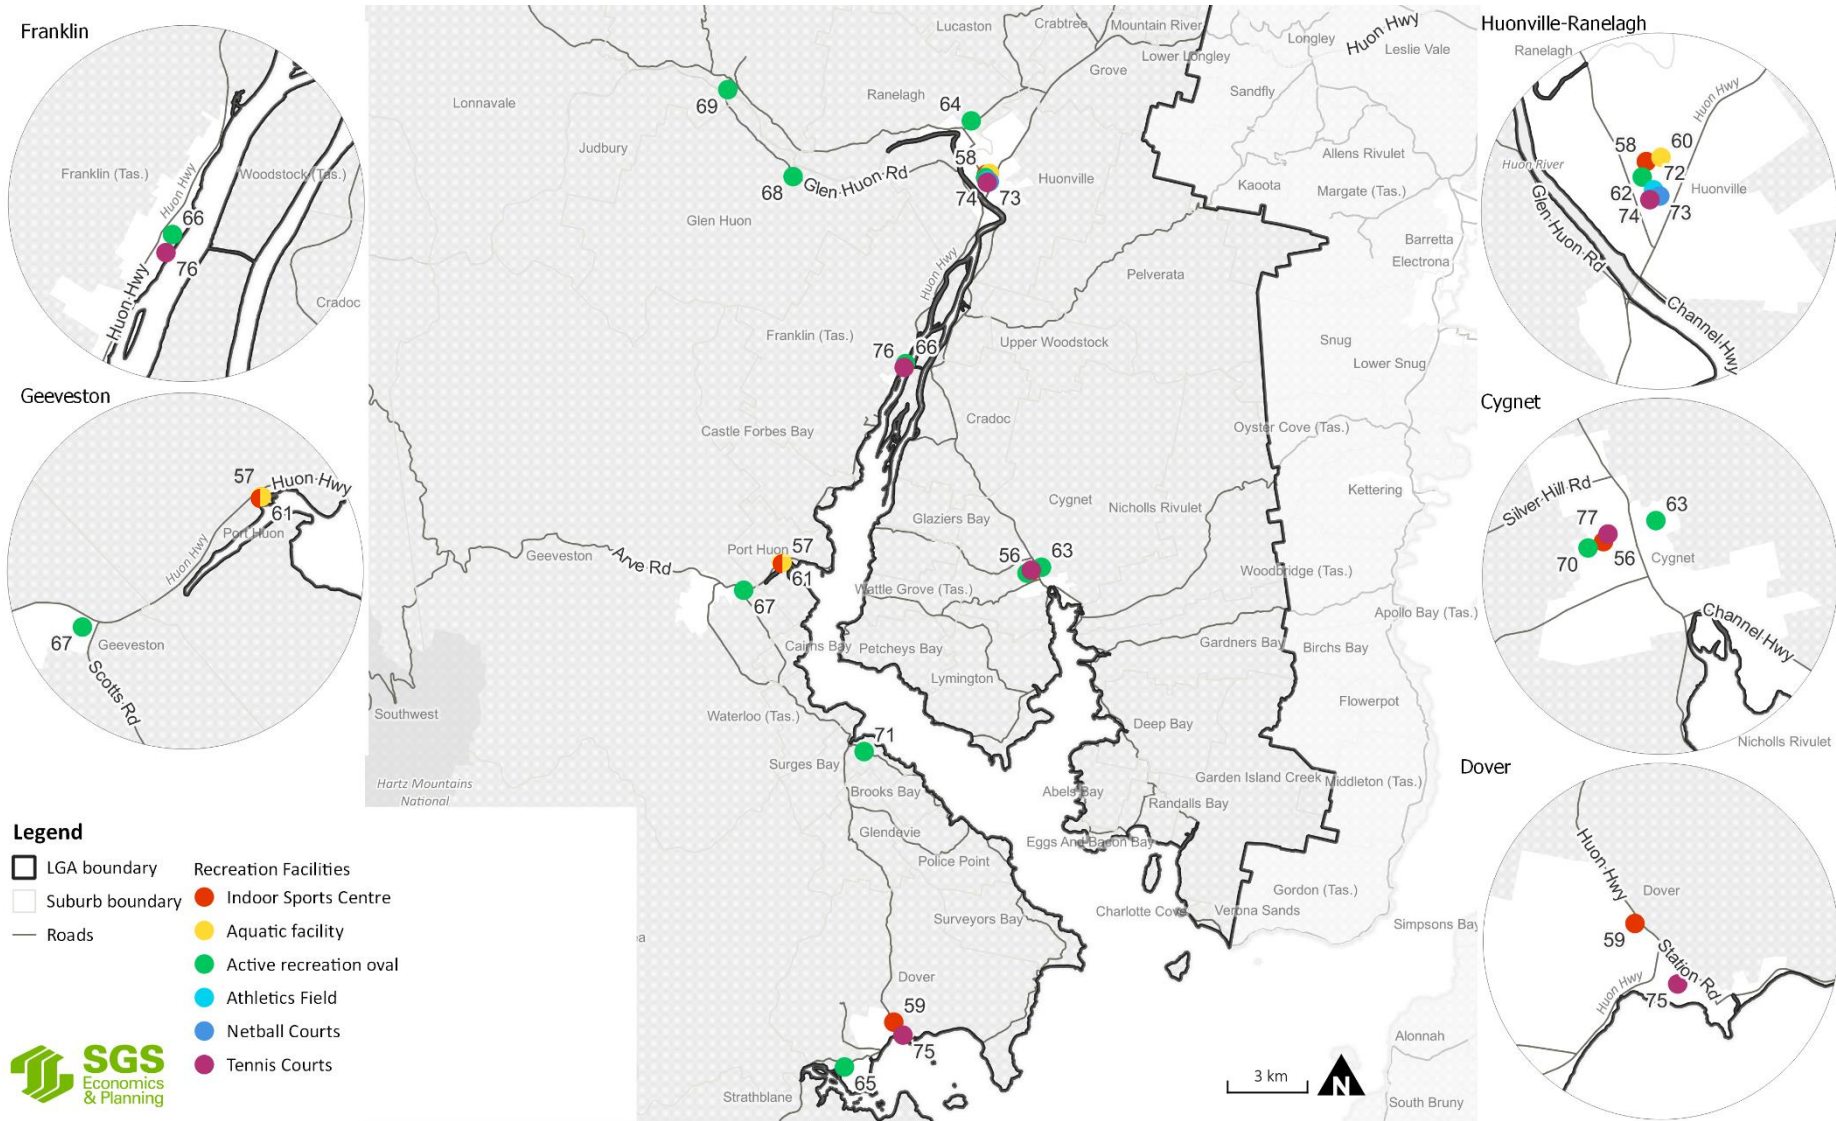 Franklin
Franklin (Tas.)
Huon Hwy
Woodstock (Tas.)
66
76
Huon Hwy
Cradoc
Geeveston
57
Huon Hwy
61
Port Huon
Huon Hwy
67
Geeveston
Scotts Rd
Lucaston
Crabtree
Mountain River
Huon Hwy
Longley
Leslie Vale
Lower Longley
Grove
Lonnavale
69
Ranelagh
64
Sandfly
Judbury
58
Allens Rivulet
68
Glen Huon Rd
Huonville
74
73
Kaoota
Margate (Tas.)
Glen Huon
Barretta
Electrona
Huon Hwy
Pelverata
Franklin (Tas.)
76
66
Upper Woodstock
Snug
Lower Snug
Castle Forbes Bay
Cradoc
Oyster Cove (Tas.)
Kettering
Cygnet
Nicholls Rivulet
Glaziers Bay
Geeveston
Arve Rd
Port Huon
57
61
56
63
Woodbridge (Tas.)
67
Wattle Grove (Tas.)
Apollo Bay (Tas.)
Cairns Bay
Petcheys Bay
Gardners Bay
Birchs Bay
Lymington
Southwest
Waterloo (Tas.)
Flowerpot
Deep Bay
71
Surges Bay
Hartz Mountains
National
Brooks Bay
Abels Bay
Garden Island Creek
Middleton (Tas.)
Randalls Bay
Glendevie
Eggs And Bacon Bay
Police Point
Gordon (Tas.)
Surveyors Bay
Charlotte Cove
Verona Sands
Simpsons Bay
ea
Dover
59
75
65
Strathblane
Alonnah
South Bruny
3 km
N
Huonville-Ranelagh
Ranelagh
Huon Hwy
58
60
Huon River
72
62
Huonville
74
73
Glen Huon Rd
Channel Hwy
Cygnet
Silver Hill Rd
77
63
70
56
Cygnet
Channel Hwy
Nicholls Rivulet
Dover
Huon Hwy
Dover
59
Station Rd
Huon Hwy
75
Legend
LGA boundary
Suburb boundary
Roads
Recreation Facilities
Indoor Sports Centre
Aquatic facility
Active recreation oval
Athletics Field
Netball Courts
Tennis Courts
SGS
Economics
& Planning